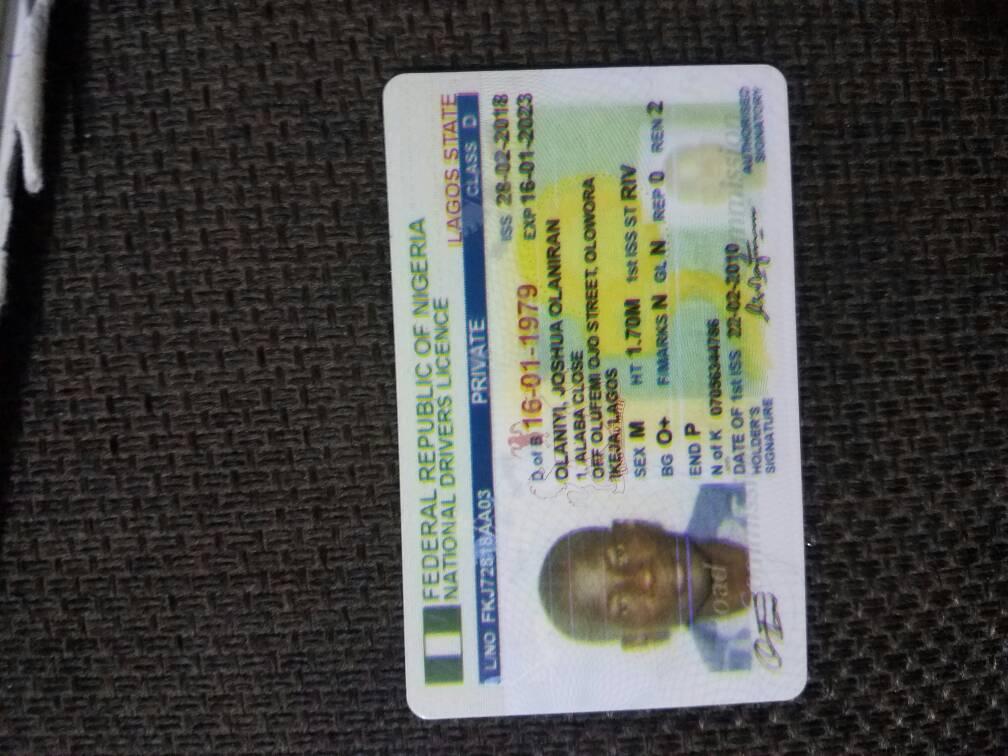 FEDERAL REPUBLIC OF NIGERIA
NATIONAL DRIVERS LICENCE
LAGOS STATE
L/NO FKJ72818AA03 PRIVATE CLASS D
D of B 16-01-1979
ISS 28-02-2018
EXP 16-01-2023
OLANIYI, JOSHUA OLANIRAN
1, ALABA CLOSE
OFF OLUFEMI OJO STREET, OLOWORA
IKEJA LAGOS
SEX M HT 1.70M 1st ISS ST RIV
BG O+ F MARKS N GL N REP 0 REN 2
END P
N of K 07056344786
DATE OF 1st ISS 22-02-2010
HOLDER'S
SIGNATURE
AUTHORISED
SIGNATORY